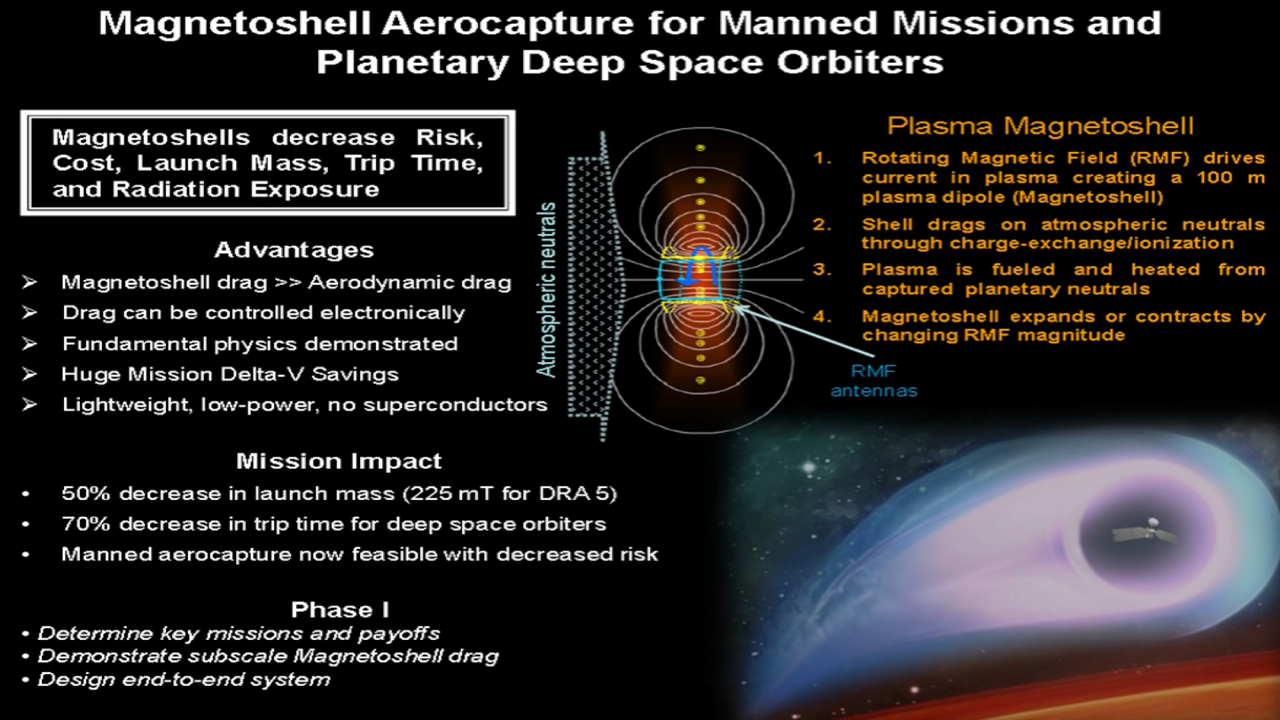 Magnetoshell Aerocapture for Manned Missions and
Planetary Deep Space Orbiters
Magnetoshells decrease Risk,
Cost, Launch Mass, Trip Time,
and Radiation Exposure
Advantages
➢ Magnetoshell drag >> Aerodynamic drag
➢ Drag can be controlled electronically
➢ Fundamental physics demonstrated
➢ Huge Mission Delta-V Savings
➢ Lightweight, low-power, no superconductors
Mission Impact
• 50% decrease in launch mass (225 mT for DRA 5)
• 70% decrease in trip time for deep space orbiters
• Manned aerocapture now feasible with decreased risk
Phase I
• Determine key missions and payoffs
• Demonstrate subscale Magnetoshell drag
• Design end-to-end system
Atmospheric neutrals
RMF
antennas
Plasma Magnetoshell
1. Rotating Magnetic Field (RMF) drives
current in plasma creating a 100 m
plasma dipole (Magnetoshell)
2. Shell drags on atmospheric neutrals
through charge-exchange/ionization
3. Plasma is fueled and heated from
captured planetary neutrals
4. Magnetoshell expands or contracts by
changing RMF magnitude